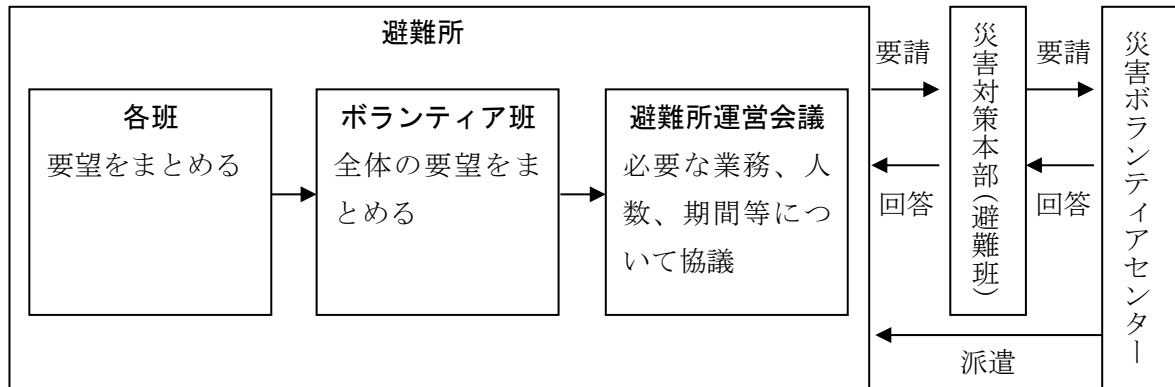 避難所
各班
要望をまとめる
ボランティア班
全体の要望をま
とめる
避難所運営会議
必要な業務、人
数、期間等につ
いて協議
要請
回答
災害対策本部(避難班)
要請
回答
災害ボランティアセンター
派遣